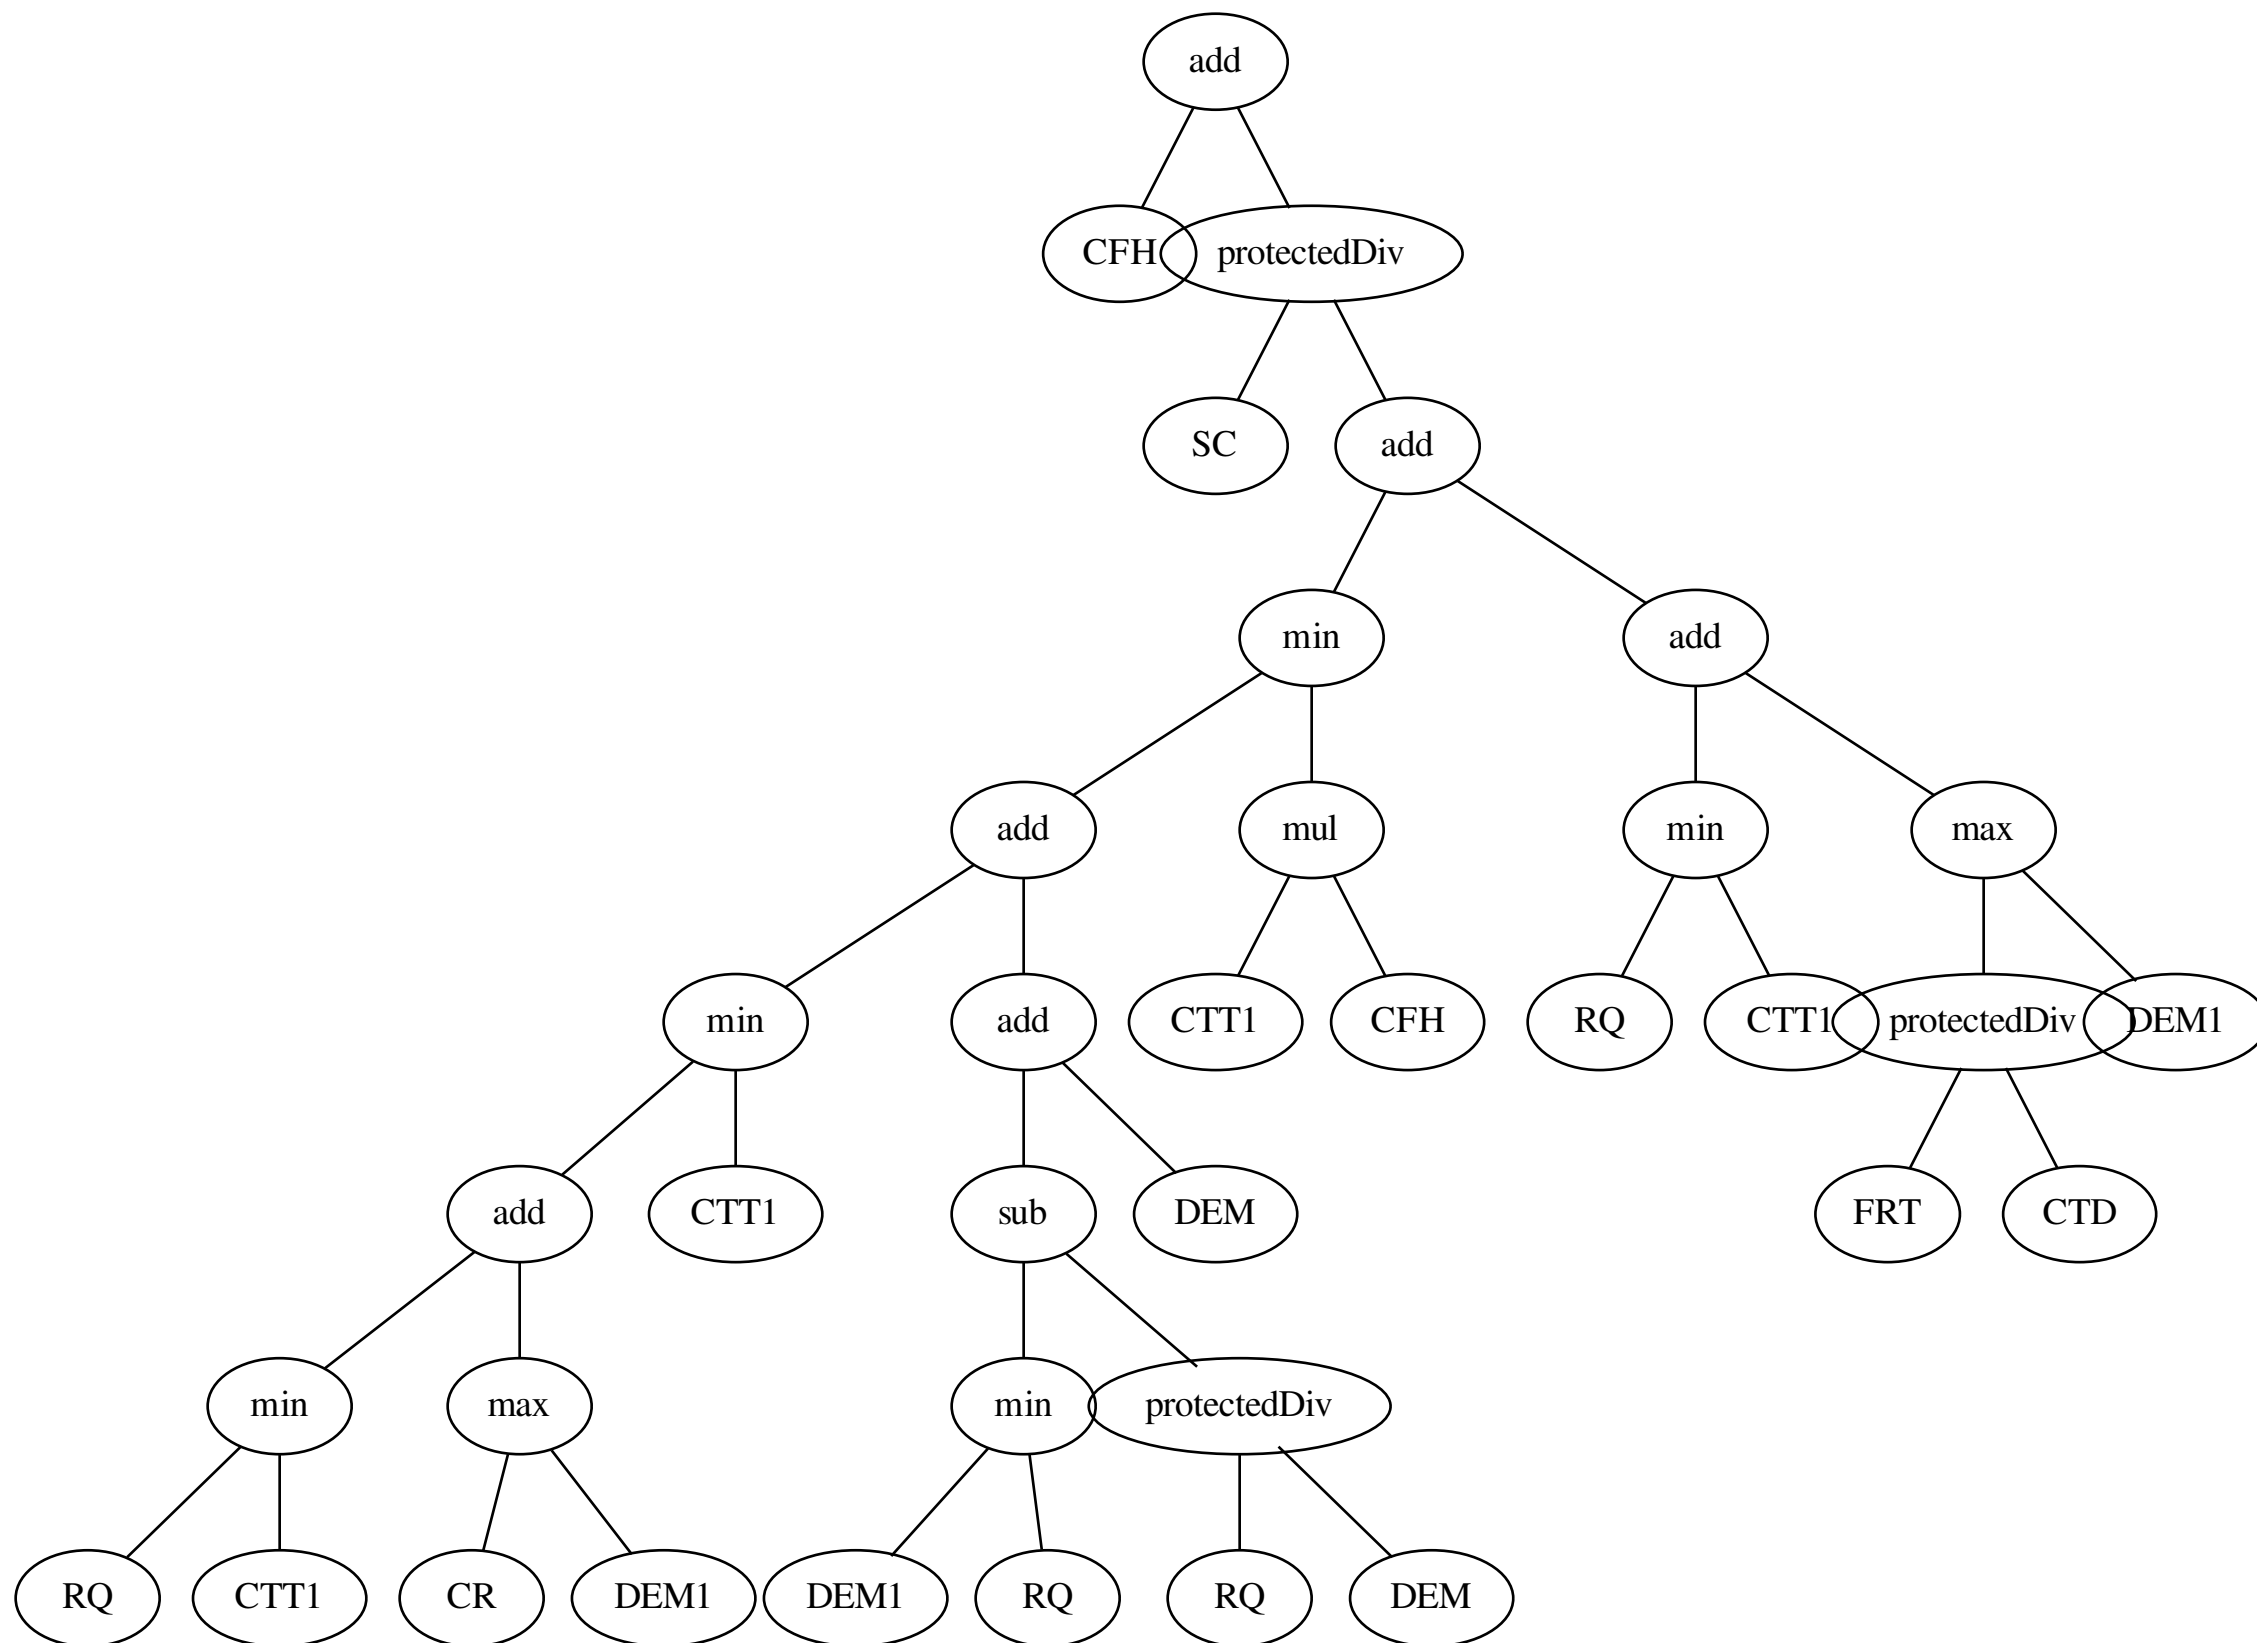 add
CFH protectedDiv
SC add
min add
add mul min max
min add CTT1 CFH RQ CTT1 protectedDiv DEM1
add CTT1 sub DEM FRT CTD
min max min protectedDiv
RQ CTT1 CR DEM1 DEM1 RQ RQ DEM